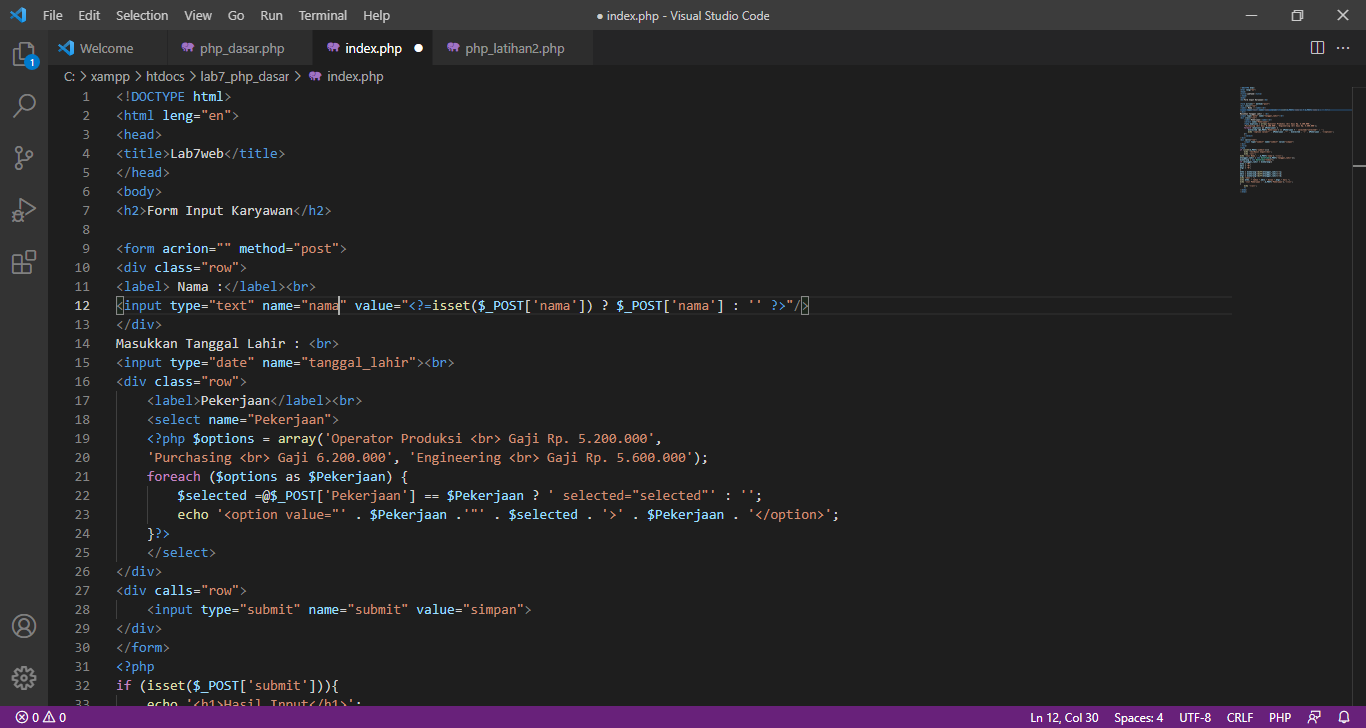 File Edit Selection View Go Run Terminal Help ● index.php - Visual Studio Code
Welcome php_dasar.php index.php ● php_latihan2.php
C: > xampp > htdocs > lab7_php_dasar > index.php
1 <!DOCTYPE html>
2 <html leng="en">
3 <head>
4 <title>Lab7web</title>
5 </head>
6 <body>
7 <h2>Form Input Karyawan</h2>
8
9 <form acrion="" method="post">
10 <div class="row">
11 <label> Nama :</label><br>
12 <input type="text" name="nama" value="<?=isset($_POST['nama']) ? $_POST['nama'] : '' ?>"/>
13 </div>
14 Masukkan Tanggal Lahir : <br>
15 <input type="date" name="tanggal_lahir"><br>
16 <div class="row">
17     <label>Pekerjaan</label><br>
18     <select name="Pekerjaan">
19     <?php $options = array('Operator Produksi <br> Gaji Rp. 5.200.000',
20     'Purchasing <br> Gaji 6.200.000', 'Engineering <br> Gaji Rp. 5.600.000');
21     foreach ($options as $Pekerjaan) {
22         $selected =@$_POST['Pekerjaan'] == $Pekerjaan ? ' selected="selected"' : '';
23         echo '<option value="' . $Pekerjaan .'"' . $selected . '>' . $Pekerjaan . '</option>';
24     }?>
25     </select>
26 </div>
27 <div calls="row">
28     <input type="submit" name="submit" value="simpan">
29 </div>
30 </form>
31 <?php
32 if (isset($_POST['submit'])){
33     echo '<h1>Hasil Input</h1>';
1
0 0 Ln 12, Col 30 Spaces: 4 UTF-8 CRLF PHP